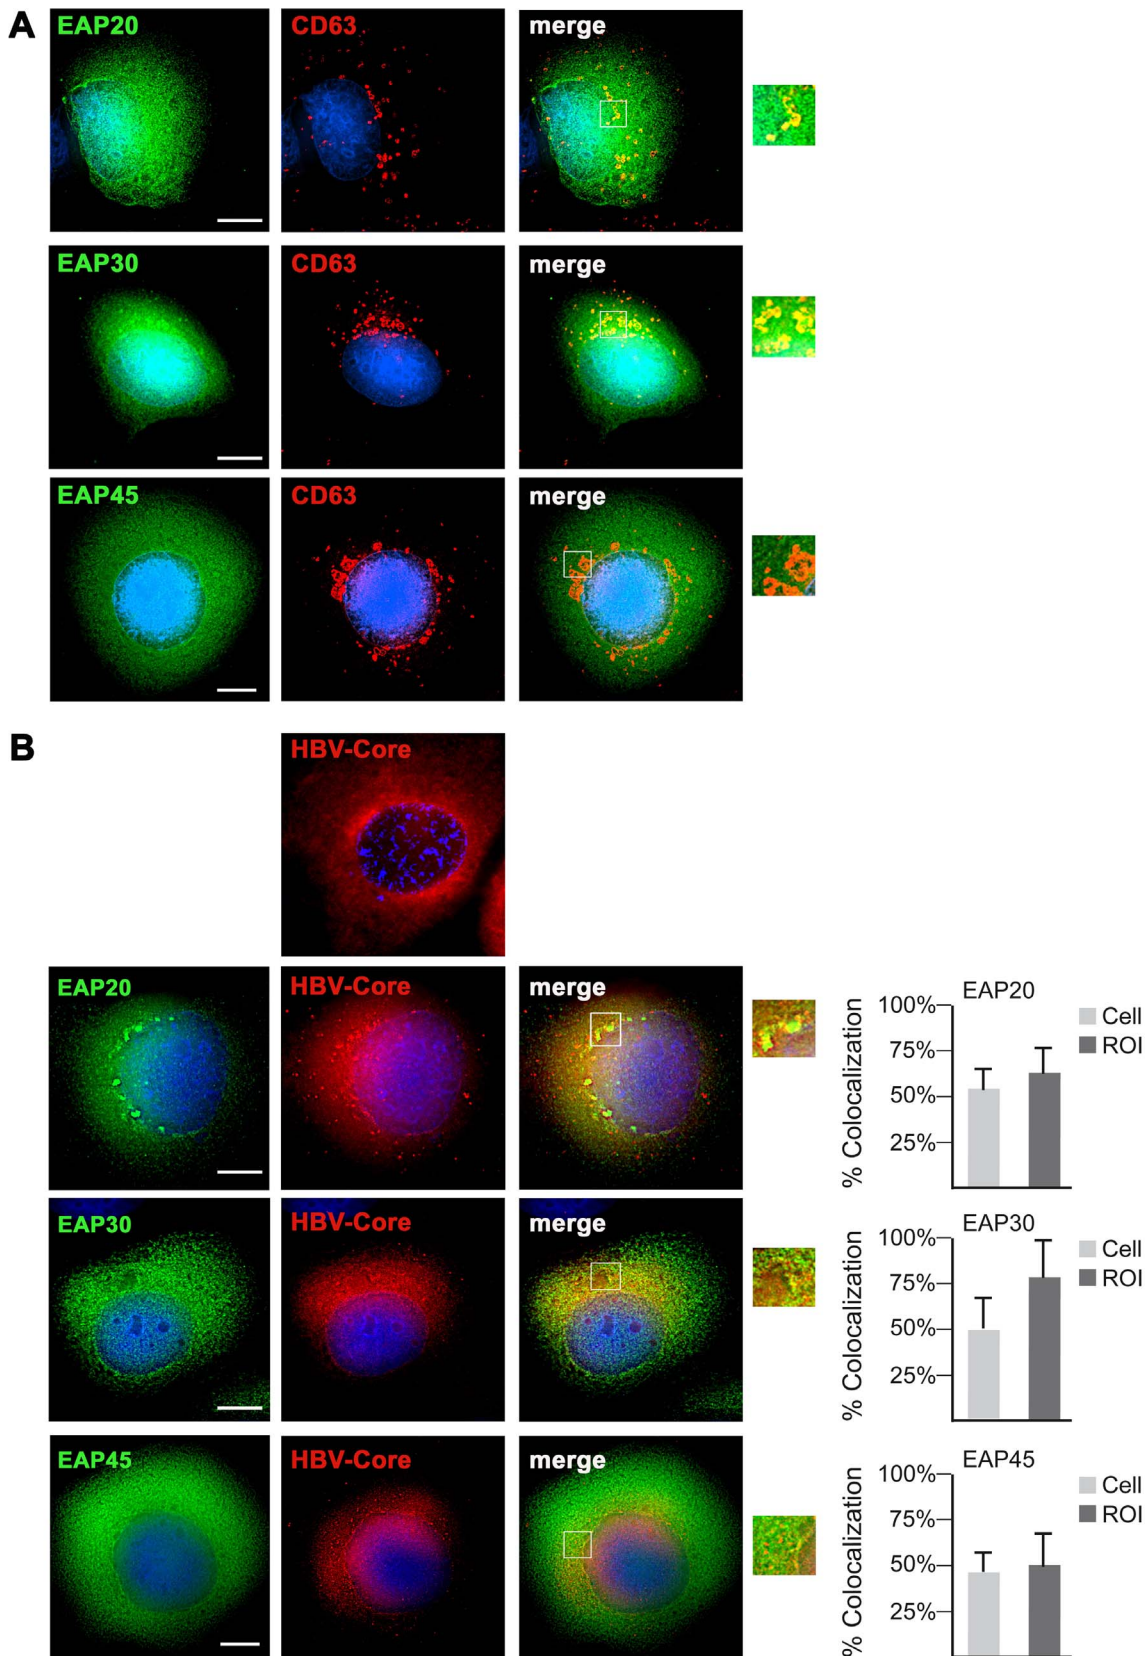 A
EAP20 CD63 merge
EAP30 CD63 merge
EAP45 CD63 merge
B
HBV-Core
EAP20 HBV-Core merge
EAP20
% Colocalization
100%
75%
50%
25%
Cell
ROI
EAP30 HBV-Core merge
EAP30
% Colocalization
100%
75%
50%
25%
Cell
ROI
EAP45 HBV-Core merge
EAP45
% Colocalization
100%
75%
50%
25%
Cell
ROI